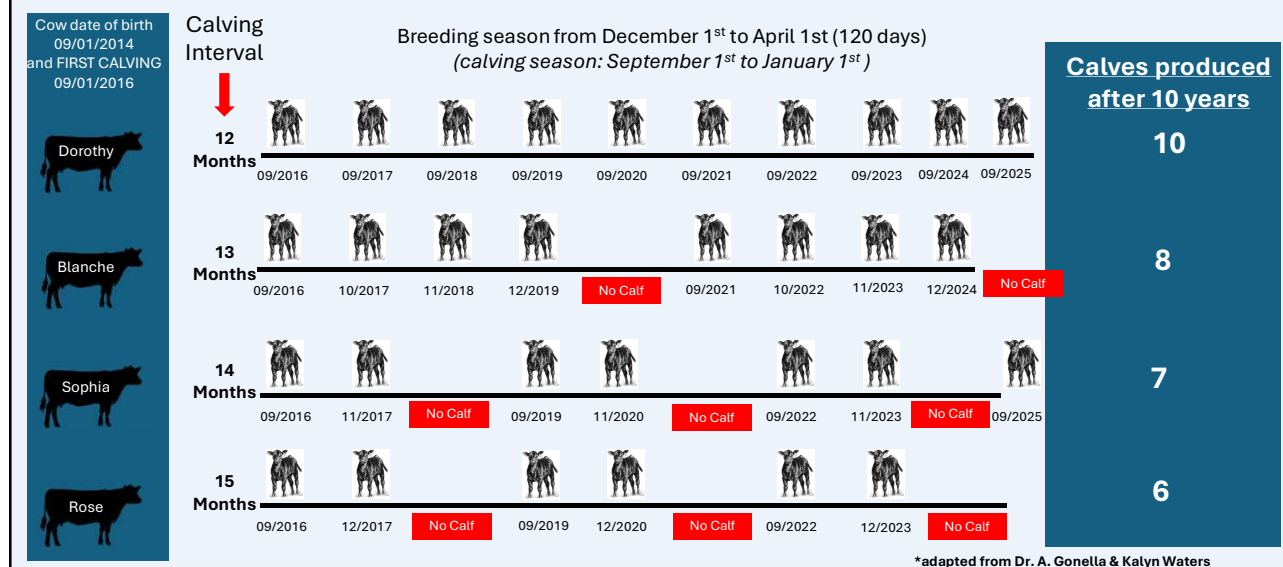 Cow date of birth
09/01/2014
and FIRST CALVING
09/01/2016
Calving
Interval
Breeding season from December 1st to April 1st (120 days)
(calving season: September 1st to January 1st )
Calves produced
after 10 years
Dorothy
12
Months
09/2016 09/2017 09/2018 09/2019 09/2020 09/2021 09/2022 09/2023 09/2024 09/2025
10
Blanche
13
Months
09/2016 10/2017 11/2018 12/2019 No Calf 09/2021 10/2022 11/2023 12/2024 No Calf
8
Sophia
14
Months
09/2016 11/2017 No Calf 09/2019 11/2020 No Calf 09/2022 11/2023 No Calf 09/2025
7
Rose
15
Months
09/2016 12/2017 No Calf 09/2019 12/2020 No Calf 09/2022 12/2023 No Calf
6
*adapted from Dr. A. Gonella & Kalyn Waters